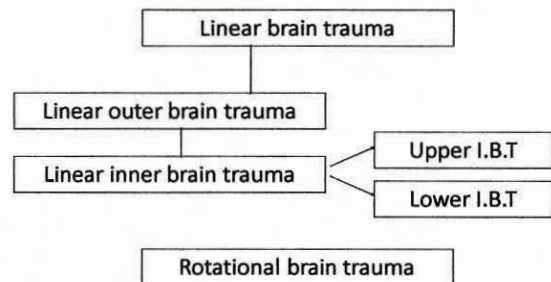 Linear brain trauma
Linear outer brain trauma
Linear inner brain trauma
Upper I.B.T
Lower I.B.T
Rotational brain trauma